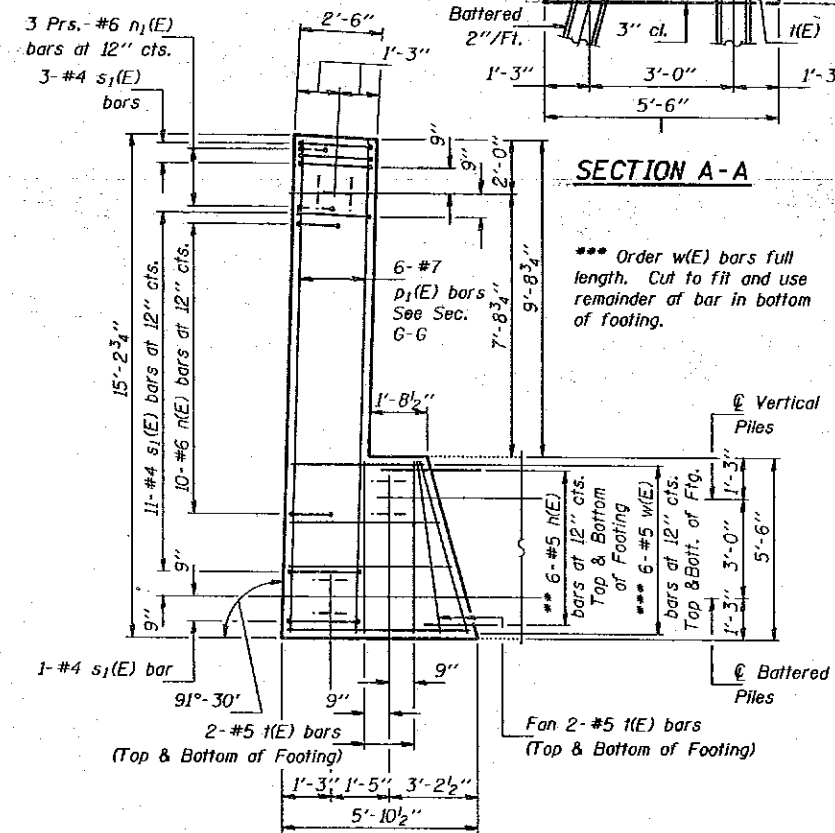 3 Prs.-#6 n₁(E)
bars at 12" cts.
3-#4 s₁(E)
bars
2'-6"
1'-3"
Battered
2"/Ft.
3" cl.
t(E)
1'-3"
3'-0"
1'-3
5'-6"
SECTION A-A
9"
9"
2'-0"
*** Order w(E) bars full
length. Cut to fit and use
remainder of bar in bottom
of footing.
6-#7
p₁(E) bars
See Sec.
G-G
7'-8¾"
9'-8¾"
15'-2¾"
11-#4 s₁(E) bars at 12" cts.
10-#6 n(E) bars at 12" cts.
1'-8½"
℄ Vertical
Piles
** 6-#5 h(E)
bars at 12" cts.
Top & Bottom
of Footing
*** 6-#5 w(E)
bars at 12" cts.
Top & Bott. of Ftg.
1'-3"
3'-0"
1'-3"
5'-6"
9"
9"
℄ Battered
Piles
1-#4 s₁(E) bar
91°-30'
2-#5 t(E) bars
(Top & Bottom of Footing)
9"
9"
Fan 2-#5 t(E) bars
(Top & Bottom of Footing)
1'-3"
1'-5"
3'-2½"
5'-10½"